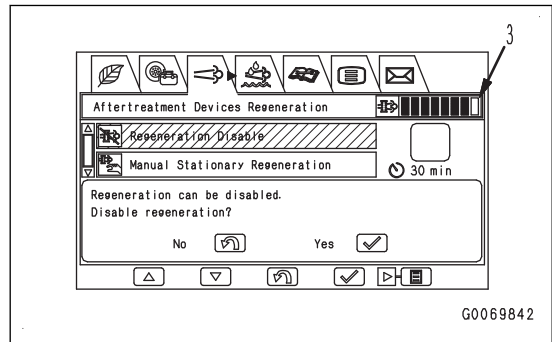 3
Aftertreatment Devices Regeneration
Regeneration Disable
Manual Stationary Regeneration
30 min
Regeneration can be disabled.
Disable regeneration?
No Yes
G0069842